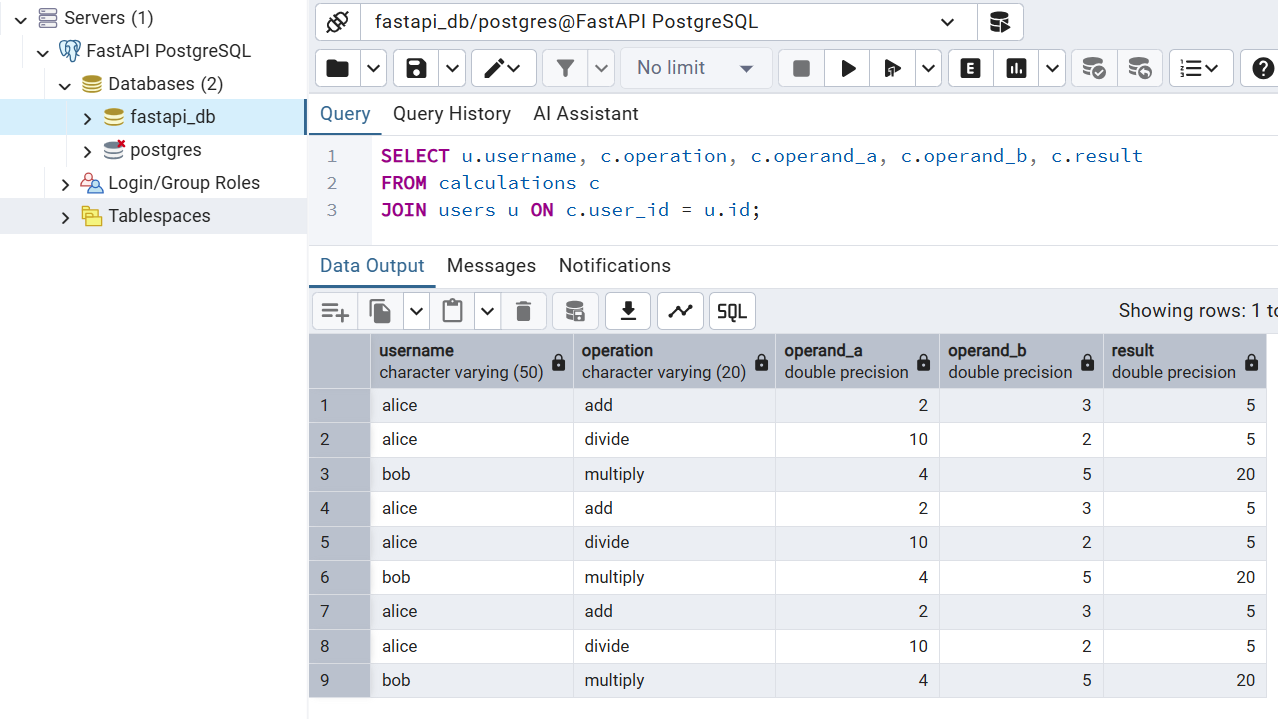 Servers (1)
FastAPI PostgreSQL
Databases (2)
fastapi_db
postgres
Login/Group Roles
Tablespaces
fastapi_db/postgres@FastAPI PostgreSQL
No limit
E
Query Query History AI Assistant
1 SELECT u.username, c.operation, c.operand_a, c.operand_b, c.result
2 FROM calculations c
3 JOIN users u ON c.user_id = u.id;
Data Output Messages Notifications
SQL Showing rows: 1 to
username operation operand_a operand_b result
character varying (50) character varying (20) double precision double precision double precision
1 alice add 2 3 5
2 alice divide 10 2 5
3 bob multiply 4 5 20
4 alice add 2 3 5
5 alice divide 10 2 5
6 bob multiply 4 5 20
7 alice add 2 3 5
8 alice divide 10 2 5
9 bob multiply 4 5 20